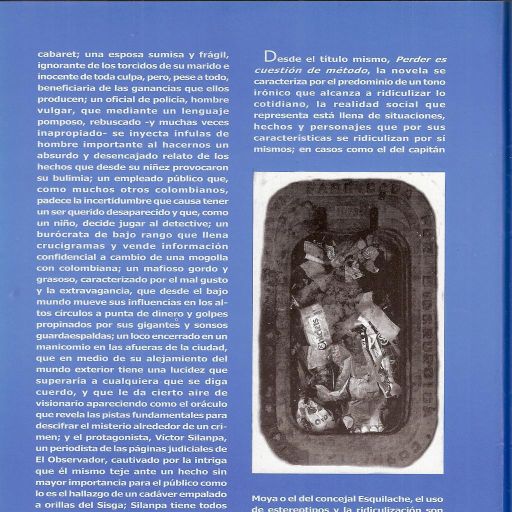 cabaret; una esposa sumisa y frágil,
ignorante de los torcidos de su marido e
inocente de toda culpa, pero, pese a todo,
beneficiaria de las ganancias que ellos
producen; un oficial de policía, hombre
vulgar, que mediante un lenguaje
pomposo, rebuscado -y muchas veces
inapropiado- se inyecta infulas de
hombre importante al hacernos un
absurdo y desencajado relato de los
hechos que desde su niñez provocaron
su bulimia; un empleado público que,
como muchos otros colombianos,
padece la incertidumbre que causa tener
un ser querido desaparecido y que, como
un niño, decide jugar al detective; un
burócrata de bajo rango que llena
crucigramas y vende información
confidencial a cambio de una mogolla
con colombiana; un mafioso gordo y
grasoso, caracterizado por el mal gusto
y la extravagancia, que desde el bajo
mundo mueve sus influencias en los al-
tos círculos a punta de dinero y golpes
propinados por sus gigantes y sonsos
guardaespaldas; un loco encerrado en un
manicomio en las afueras de la ciudad,
que en medio de su alejamiento del
mundo exterior tiene una lucidez que
superaría a cualquiera que se diga
cuerdo, y que le da cierto aire de
visionario apareciendo como el oráculo
que revela las pistas fundamentales para
descifrar el misterio alrededor de un cri-
men; y el protagonista, Víctor Silanpa,
un periodista de las páginas judiciales de
El Observador, cautivado por la intriga
que él mismo teje ante un hecho sin
mayor importancia para el público como
lo es el hallazgo de un cadáver empalado
a orillas del Sisga; Silanpa tiene todos
Desde el título mismo, Perder es
cuestión de método, la novela se
caracteriza por el predominio de un tono
irónico que alcanza a ridiculizar lo
cotidiano, la realidad social que
representa está llena de situaciones,
hechos y personajes que por sus
características se ridiculizan por sí
mismos; en casos como el del capitán
Moya o el del concejal Esquilache, el uso
de estereotipos y la ridiculización son